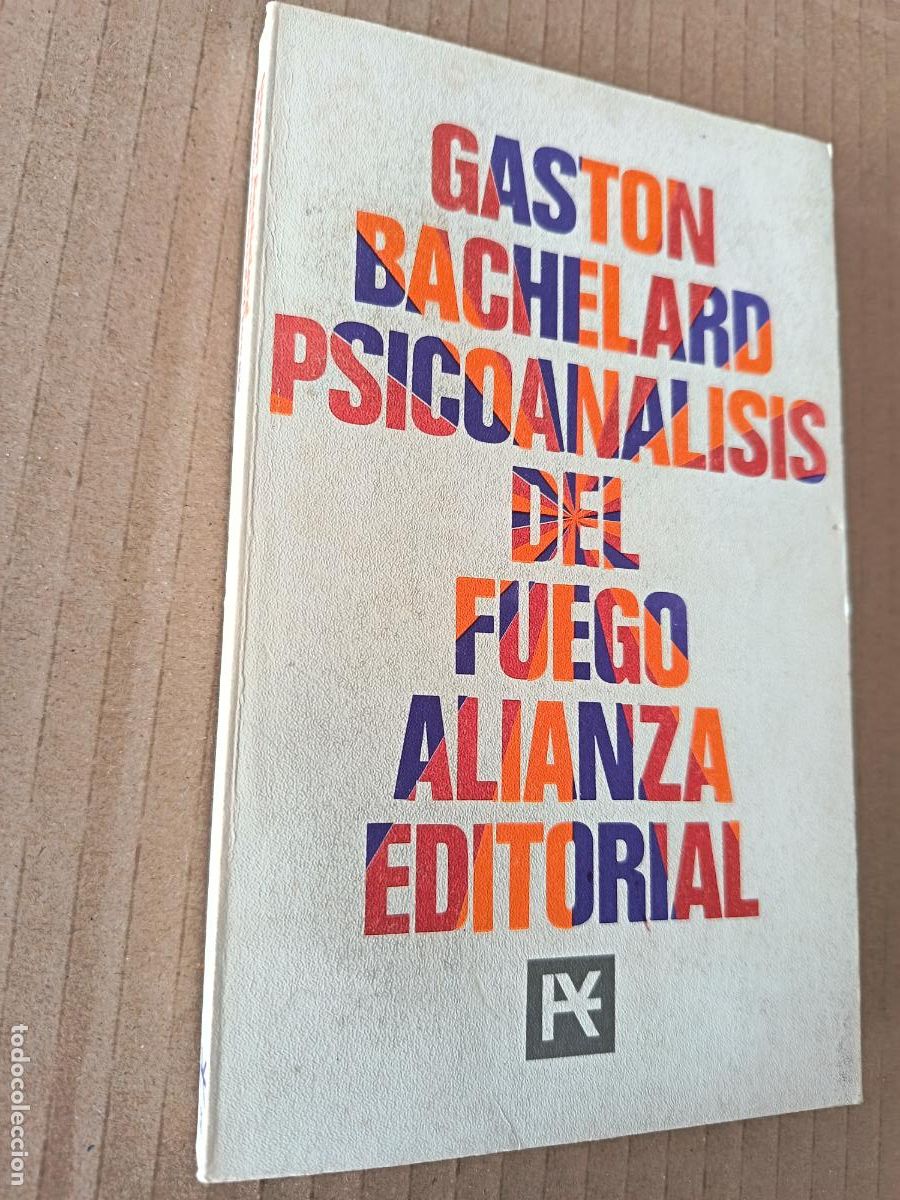 GASTON
BACHELARD
PSICOANALISIS
DEL
FUEGO
ALIANZA
EDITORIAL
todocoleccion